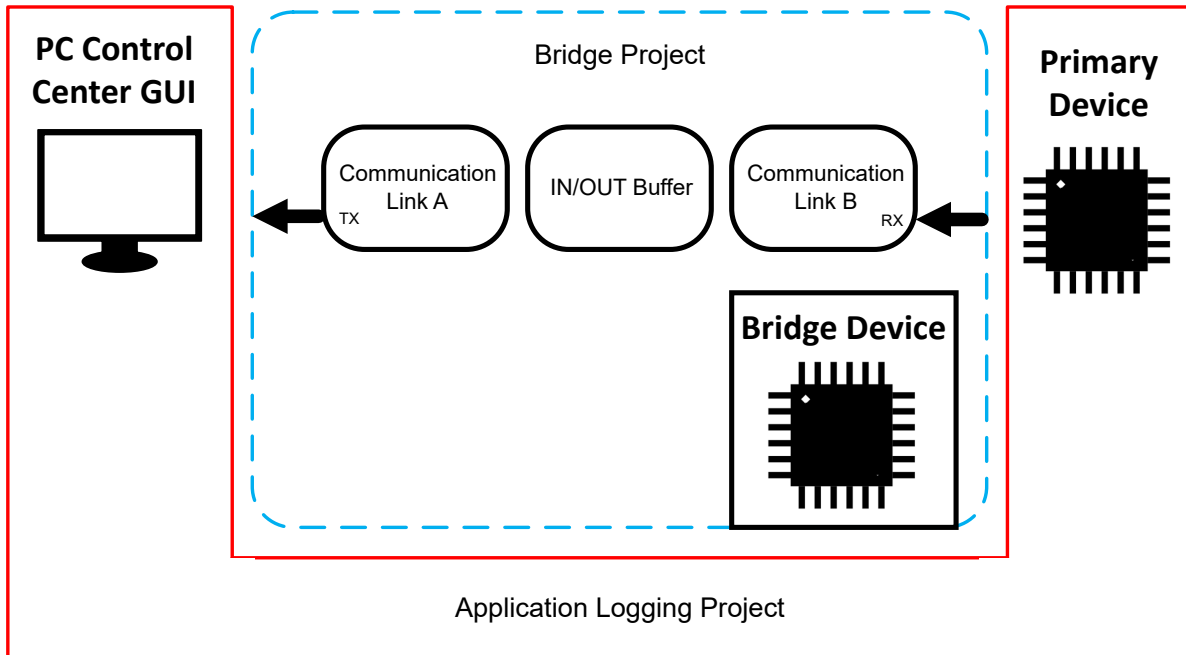 PC Control
Center GUI
Bridge Project
Primary
Device
Communication
Link A
TX
IN/OUT Buffer
Communication
Link B
RX
Bridge Device
Application Logging Project